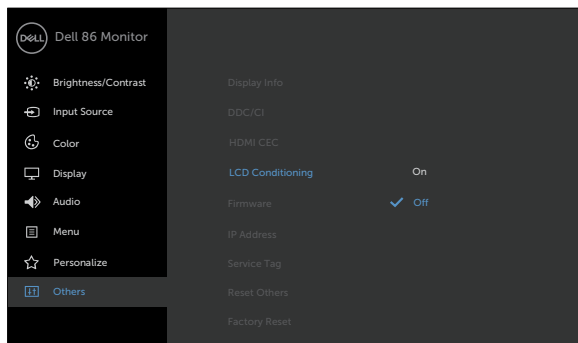 DELL Dell 86 Monitor
Brightness/Contrast Display Info
Input Source DDC/CI
Color HDMI CEC
Display LCD Conditioning On
Audio Firmware Off
Menu IP Address
Personalize Service Tag
Others Reset Others
Factory Reset